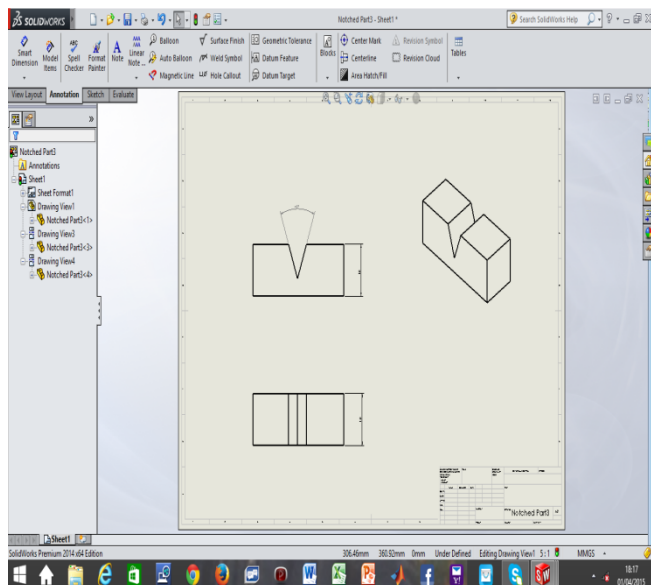 SOLIDWORKS
Notched Part3 - Sheet1 *
Search SolidWorks Help
Smart Dimension
Model Items
Spell Checker
Format Painter
Note
Linear Note ...
Balloon
Auto Balloon
Magnetic Line
Surface Finish
Weld Symbol
Hole Callout
Geometric Tolerance
Datum Feature
Datum Target
Blocks
Center Mark
Centerline
Area Hatch/Fill
Revision Symbol
Revision Cloud
Tables
View Layout Annotation Sketch Evaluate
Notched Part3
Annotations
Sheet1
Sheet Format1
Drawing View1
Notched Part3<1>
Drawing View3
Notched Part3<3>
Drawing View4
Notched Part3<4>
Notched Part3
Sheet1
SolidWorks Premium 2014 x64 Edition
306.46mm 360.92mm 0mm Under Defined Editing Drawing View1 5 : 1 MMGS
18:17
01/04/2015